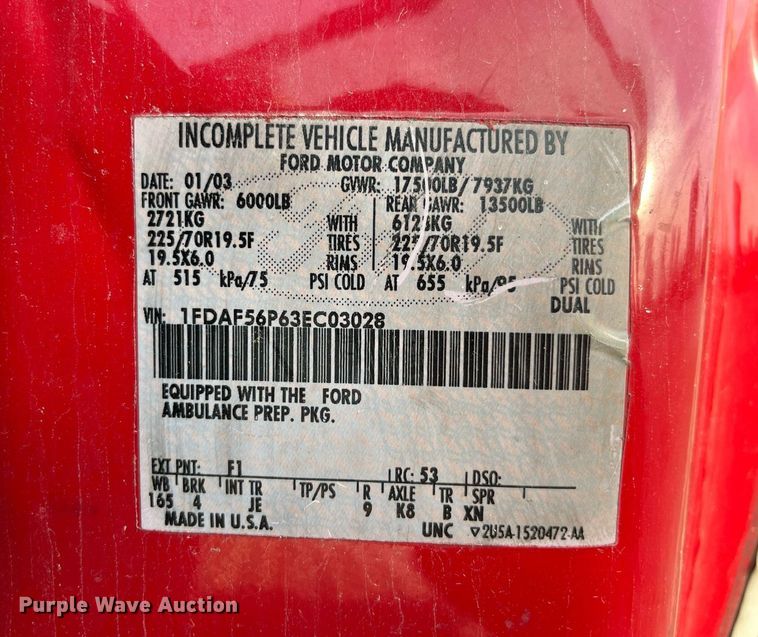 INCOMPLETE VEHICLE MANUFACTURED BY
FORD MOTOR COMPANY
DATE: 01/03 GVWR: 17500LB/ 7937KG
FRONT GAWR: 6000LB REAR GAWR: 13500LB
2721KG WITH 6123KG WITH
225/70R19.5F TIRES 225/70R19.5F TIRES
19.5X6.0 RIMS 19.5X6.0 RIMS
AT 515 kPa/75 PSI COLD AT 655 kPa/95 PSI COLD
DUAL
VIN: 1FDAF56P63EC03028
EQUIPPED WITH THE FORD
AMBULANCE PREP. PKG.
EXT PNT: F1 RC: 53 DSO:
WB BRK INT TR TP/PS R AXLE TR SPR
165 4 JE 9 K8 B XN
MADE IN U.S.A. UNC 2U5A-1520472-AA
Purple Wave Auction